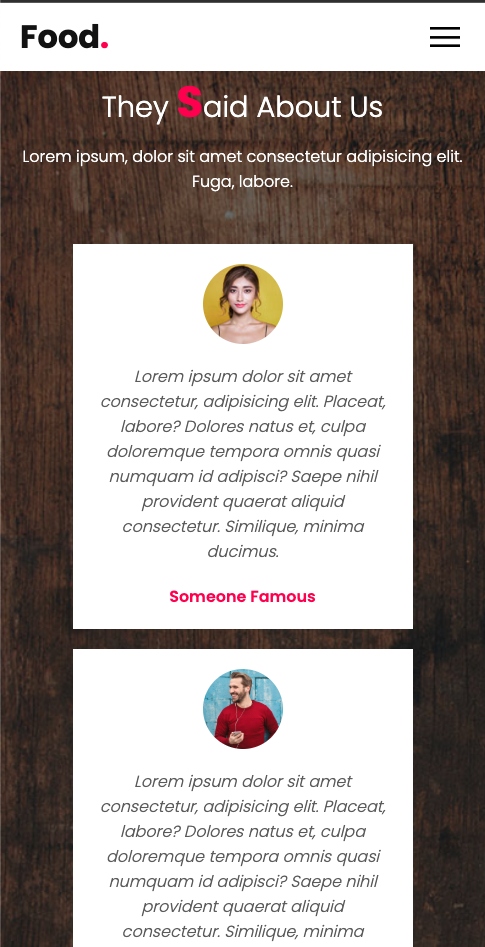 Food.
They Said About Us
Lorem ipsum, dolor sit amet consectetur adipisicing elit.
Fuga, labore.
Lorem ipsum dolor sit amet
consectetur, adipisicing elit. Placeat,
labore? Dolores natus et, culpa
doloremque tempora omnis quasi
numquam id adipisci? Saepe nihil
provident quaerat aliquid
consectetur. Similique, minima
ducimus.
Someone Famous
Lorem ipsum dolor sit amet
consectetur, adipisicing elit. Placeat,
labore? Dolores natus et, culpa
doloremque tempora omnis quasi
numquam id adipisci? Saepe nihil
provident quaerat aliquid
consectetur. Similique, minima